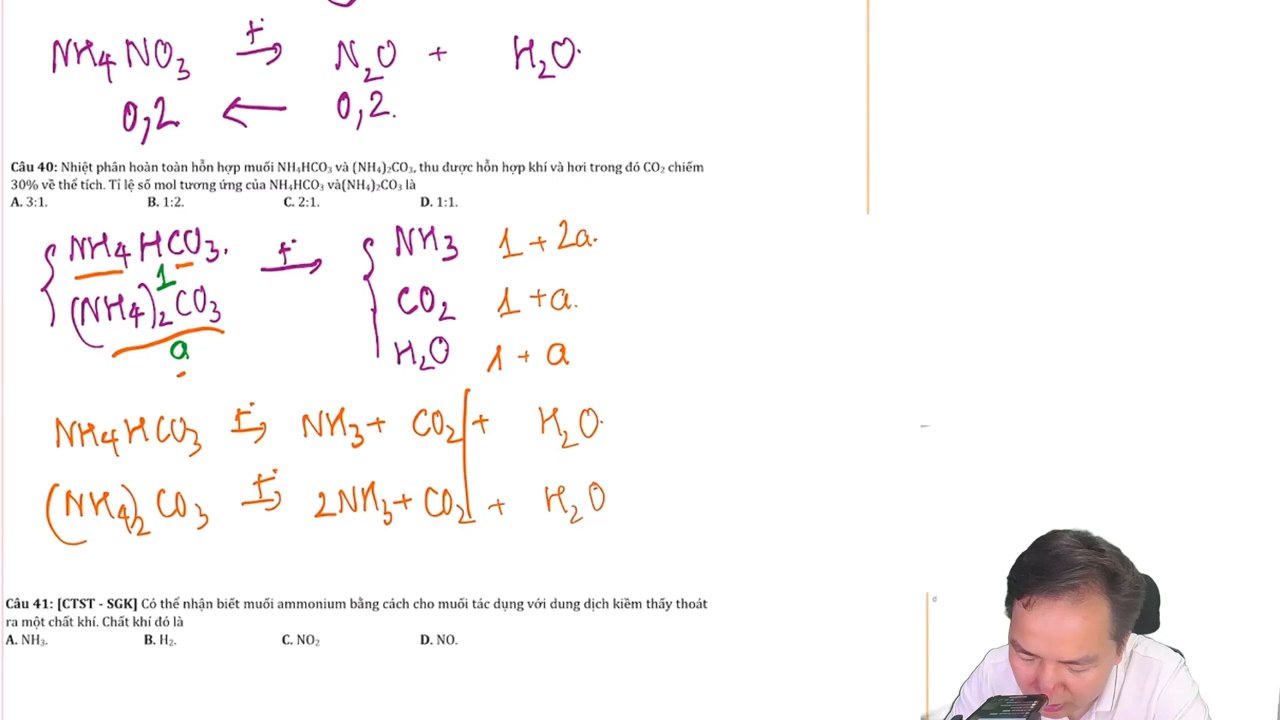 NH4NO3 t° → N2O + H2O.
0,2 ← 0,2.
Câu 40: Nhiệt phân hoàn toàn hỗn hợp muối NH₄HCO₃ và (NH₄)₂CO₃, thu được hỗn hợp khí và hơi trong đó CO₂ chiếm
30% về thể tích. Tỉ lệ số mol tương ứng của NH₄HCO₃ và(NH₄)₂CO₃ là
A. 3:1. B. 1:2. C. 2:1. D. 1:1.
NH4HCO3. t° → NH3 1 + 2a.
1
(NH4)2CO3 CO2 1 + a.
a
H2O 1 + a
NH4HCO3 t° → NH3 + CO2 + H2O.
(NH4)2CO3 t° → 2NH3 + CO2 + H2O
Câu 41: [CTST - SGK] Có thể nhận biết muối ammonium bằng cách cho muối tác dụng với dung dịch kiềm thấy thoát
ra một chất khí. Chất khí đó là
A. NH₃. B. H₂. C. NO₂ D. NO.